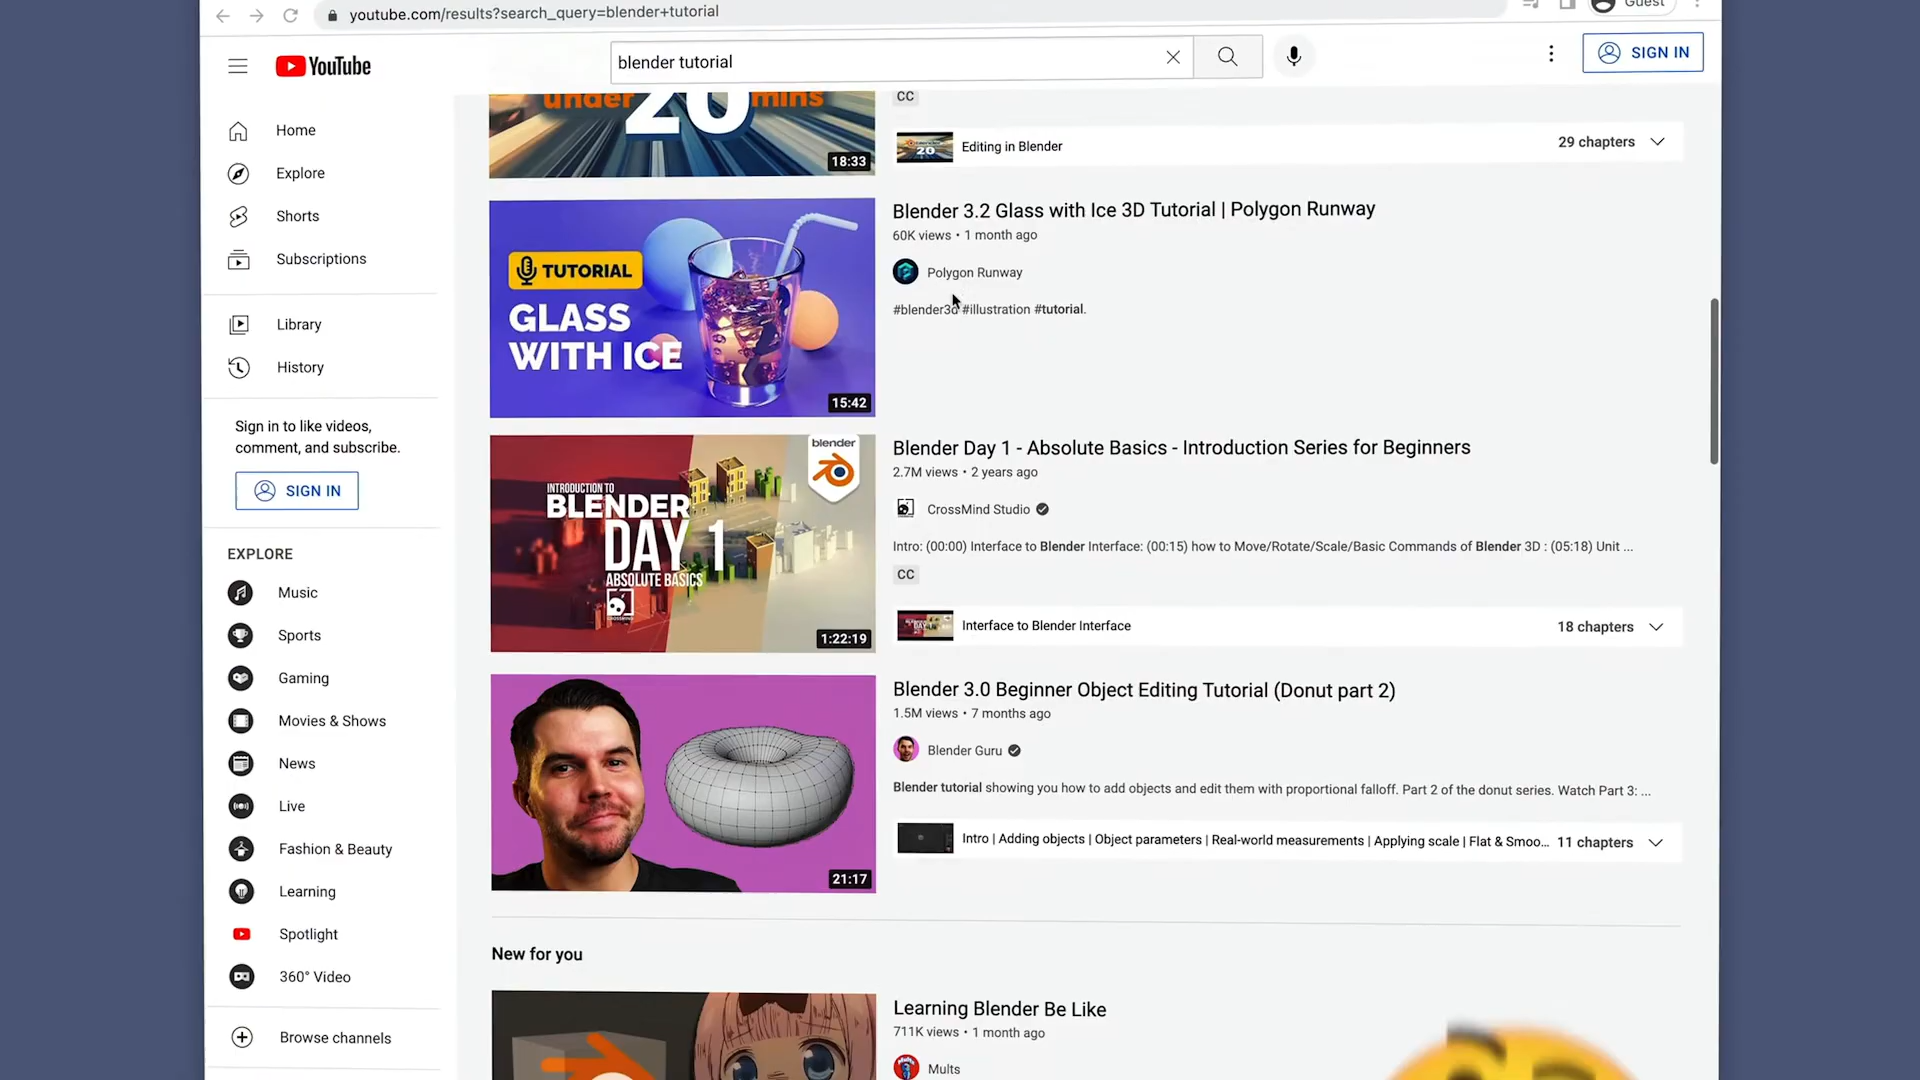 youtube.com/results?search_query=blender+tutorial
Guest
YouTube
blender tutorial
SIGN IN
Home
Explore
Shorts
Subscriptions
Library
History
Sign in to like videos,
comment, and subscribe.
SIGN IN
EXPLORE
Music
Sports
Gaming
Movies & Shows
News
Live
Fashion & Beauty
Learning
Spotlight
360° Video
Browse channels
under 20 mins
18:33
CC
Editing in Blender
29 chapters
TUTORIAL
GLASS
WITH ICE
15:42
Blender 3.2 Glass with Ice 3D Tutorial | Polygon Runway
60K views • 1 month ago
Polygon Runway
#blender3d #illustration #tutorial.
blender
INTRODUCTION TO
BLENDER
DAY 1
ABSOLUTE BASICS
1:22:19
Blender Day 1 - Absolute Basics - Introduction Series for Beginners
2.7M views • 2 years ago
CrossMind Studio
Intro: (00:00) Interface to Blender Interface: (00:15) how to Move/Rotate/Scale/Basic Commands of Blender 3D : (05:18) Unit ...
CC
Interface to Blender Interface
18 chapters
21:17
Blender 3.0 Beginner Object Editing Tutorial (Donut part 2)
1.5M views • 7 months ago
Blender Guru
Blender tutorial showing you how to add objects and edit them with proportional falloff. Part 2 of the donut series. Watch Part 3: ...
Intro | Adding objects | Object parameters | Real-world measurements | Applying scale | Flat & Smoo...
11 chapters
New for you
Learning Blender Be Like
711K views • 1 month ago
Mults